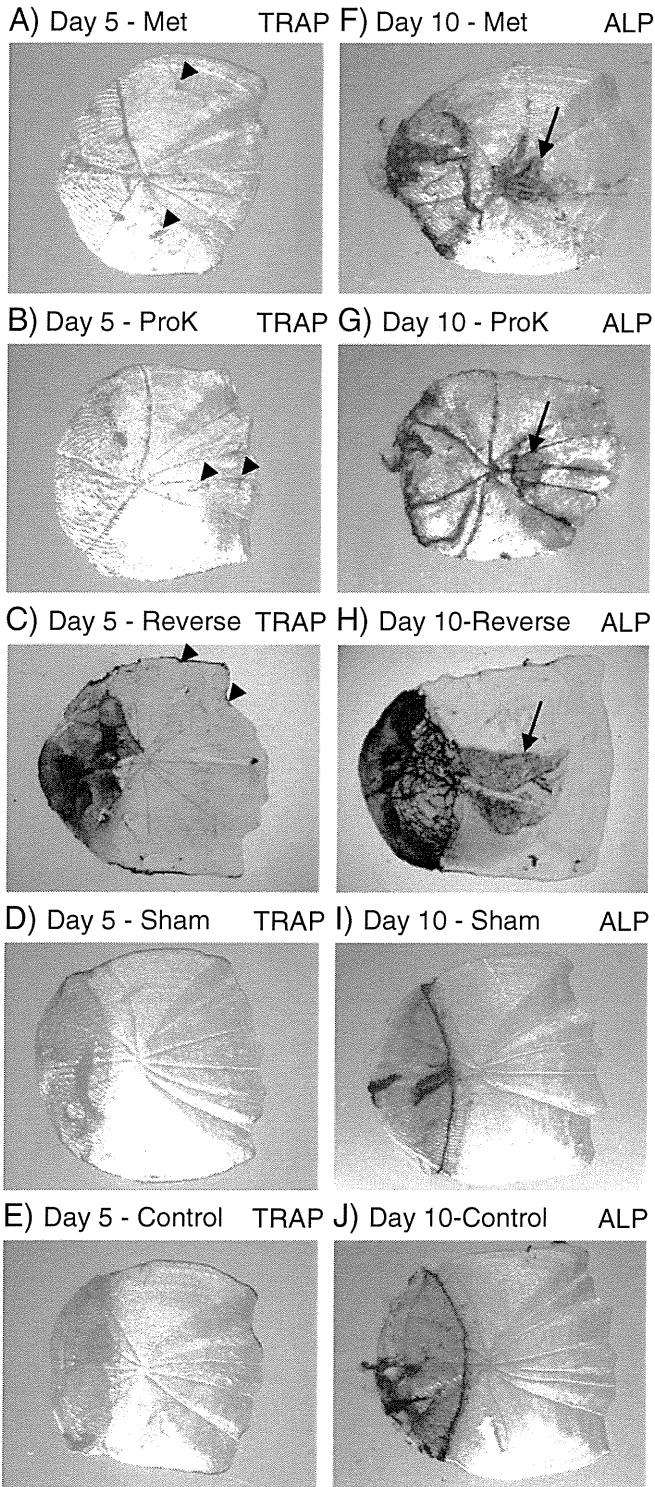 A) Day 5 - Met TRAP
F) Day 10 - Met ALP
B) Day 5 - ProK TRAP
G) Day 10 - ProK ALP
C) Day 5 - Reverse TRAP
H) Day 10-Reverse ALP
D) Day 5 - Sham TRAP
I) Day 10 - Sham ALP
E) Day 5 - Control TRAP
J) Day 10-Control ALP